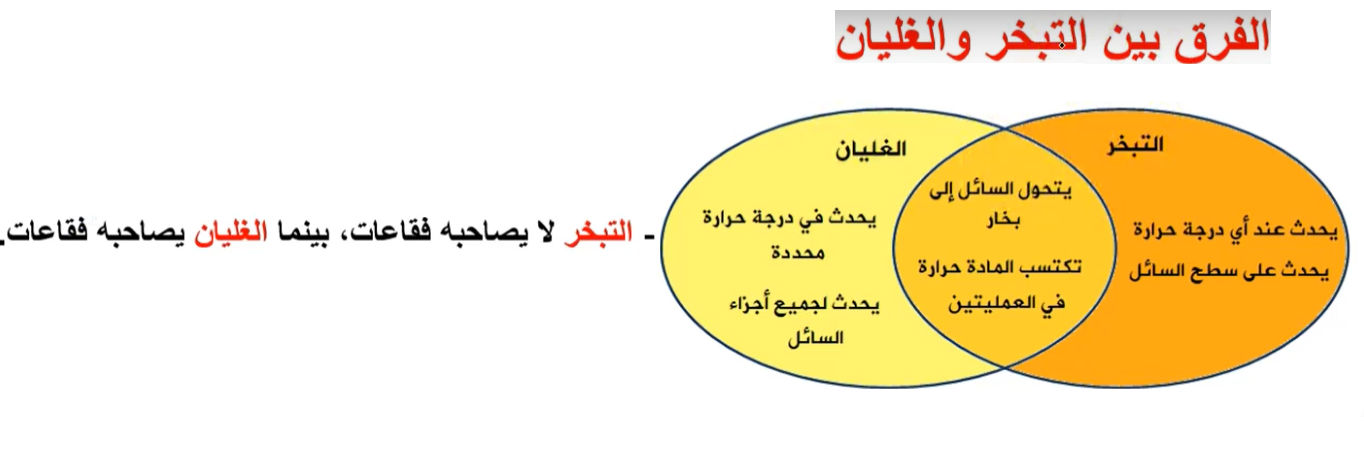 الفرق بين التبخر والغليان
التبخر
يحدث عند أي درجة حرارة
يحدث على سطح السائل
يتحول السائل إلى
بخار
تكتسب المادة حرارة
في العمليتين
الغليان
يحدث في درجة حرارة
محددة
يحدث لجميع أجزاء
السائل
- التبخر لا يصاحبه فقاعات، بينما الغليان يصاحبه فقاعات.